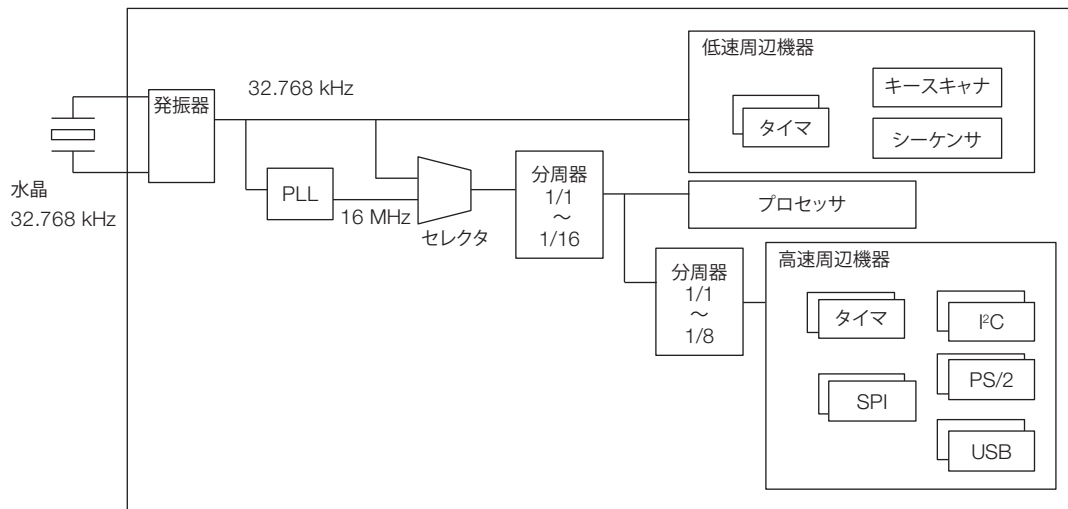 低速周辺機器
キースキャナ
タイマ
シーケンサ
32.768 kHz
発振器
水晶
32.768 kHz
PLL
16 MHz
セレクタ
分周器
1/1
～
1/16
プロセッサ
分周器
1/1
～
1/8
高速周辺機器
タイマ
I²C
PS/2
SPI
USB